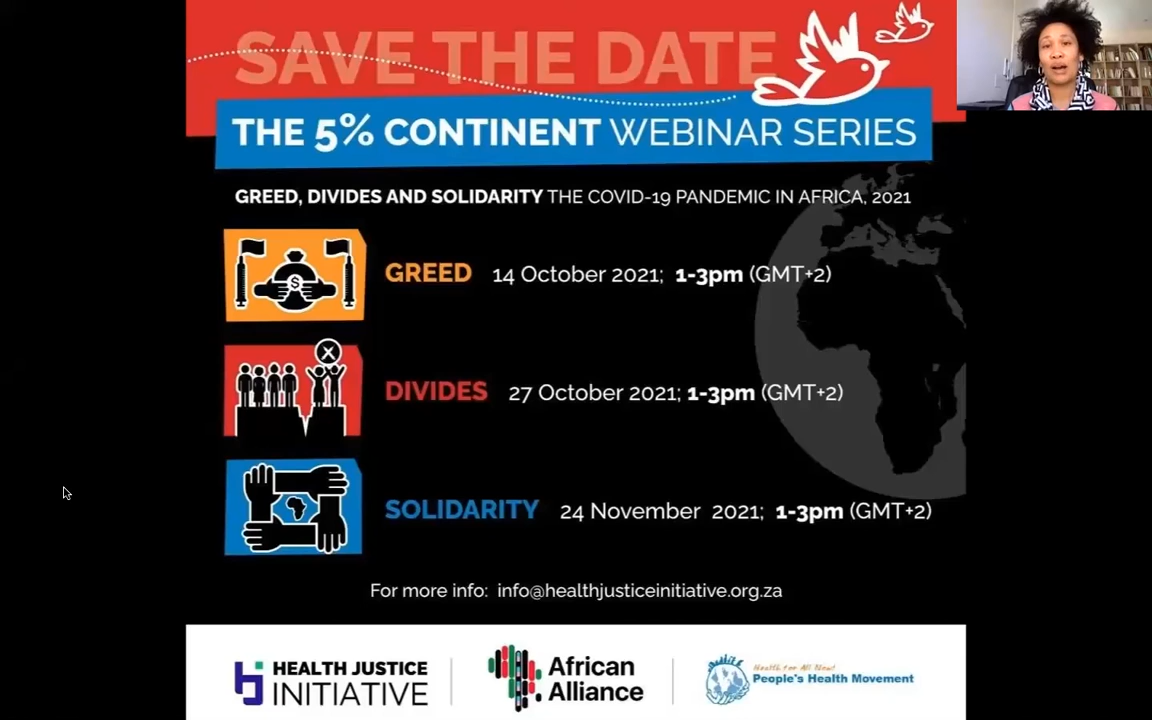 SAVE THE DATE
THE 5% CONTINENT WEBINAR SERIES
GREED, DIVIDES AND SOLIDARITY THE COVID-19 PANDEMIC IN AFRICA, 2021
$
GREED 14 October 2021; 1-3pm (GMT+2)
X
DIVIDES 27 October 2021; 1-3pm (GMT+2)
SOLIDARITY 24 November 2021; 1-3pm (GMT+2)
For more info: info@healthjusticeinitiative.org.za
HEALTH JUSTICE
INITIATIVE
African
Alliance
Health for All Now!
People's Health Movement